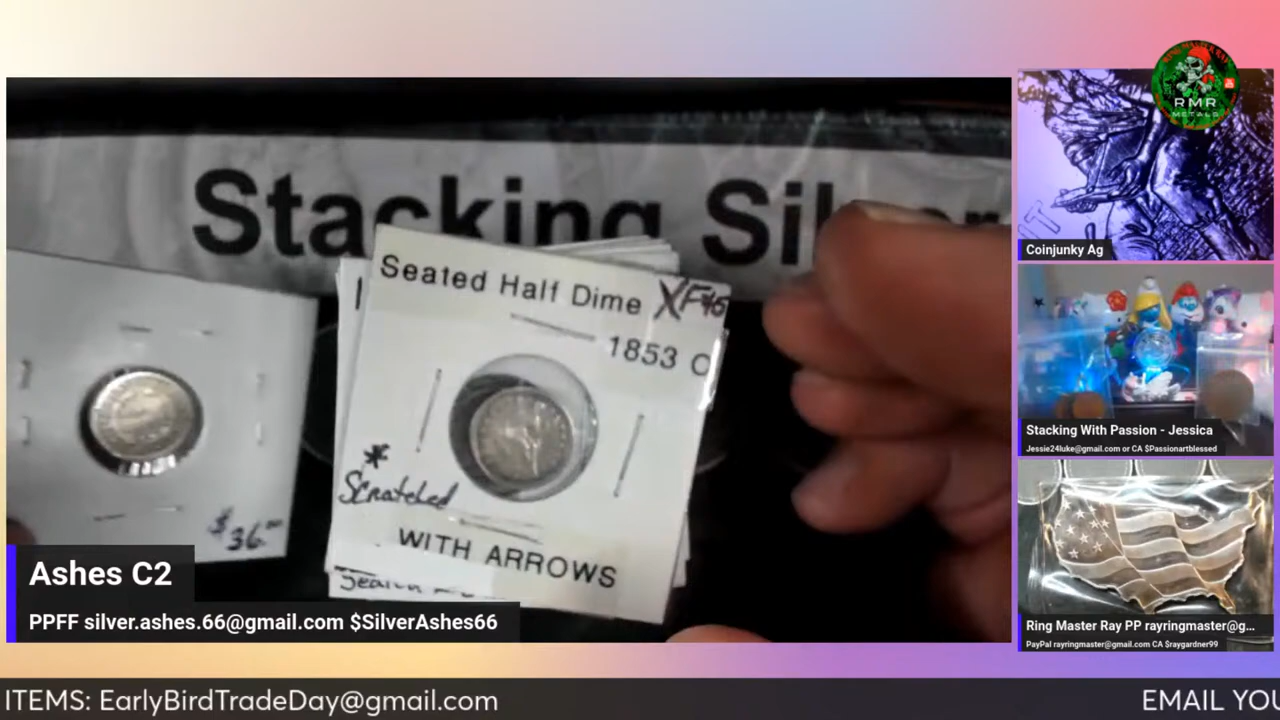 RMR
METALS
Stacking
Seated Half Dime XF45
1853
*
Scratched
WITH ARROWS
$36.00
Ashes C2
PPFF silver.ashes.66@gmail.com $SilverAshes66
Coinjunky Ag
Stacking With Passion - Jessica
Jessie24luke@gmail.com or CA $Passionartblessed
Ring Master Ray PP rayringmaster@g...
PayPal rayringmaster@gmail.com CA $raygardner99
ITEMS: EarlyBirdTradeDay@gmail.com
EMAIL YOU